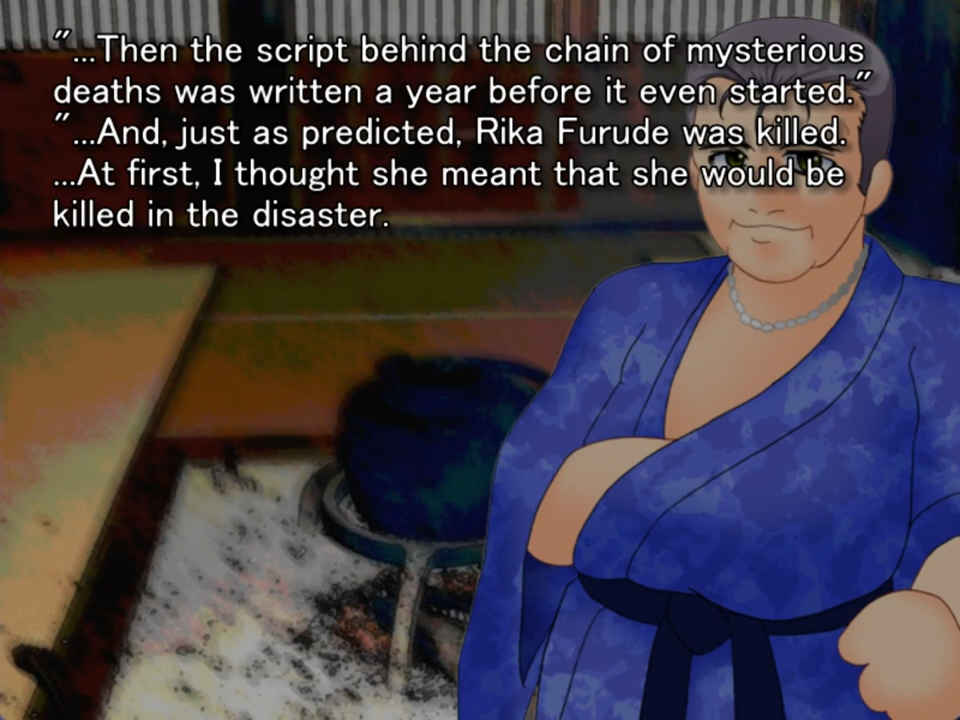 "...Then the script behind the chain of mysterious
deaths was written a year before it even started."
"...And, just as predicted, Rika Furude was killed.
...At first, I thought she meant that she would be
killed in the disaster.